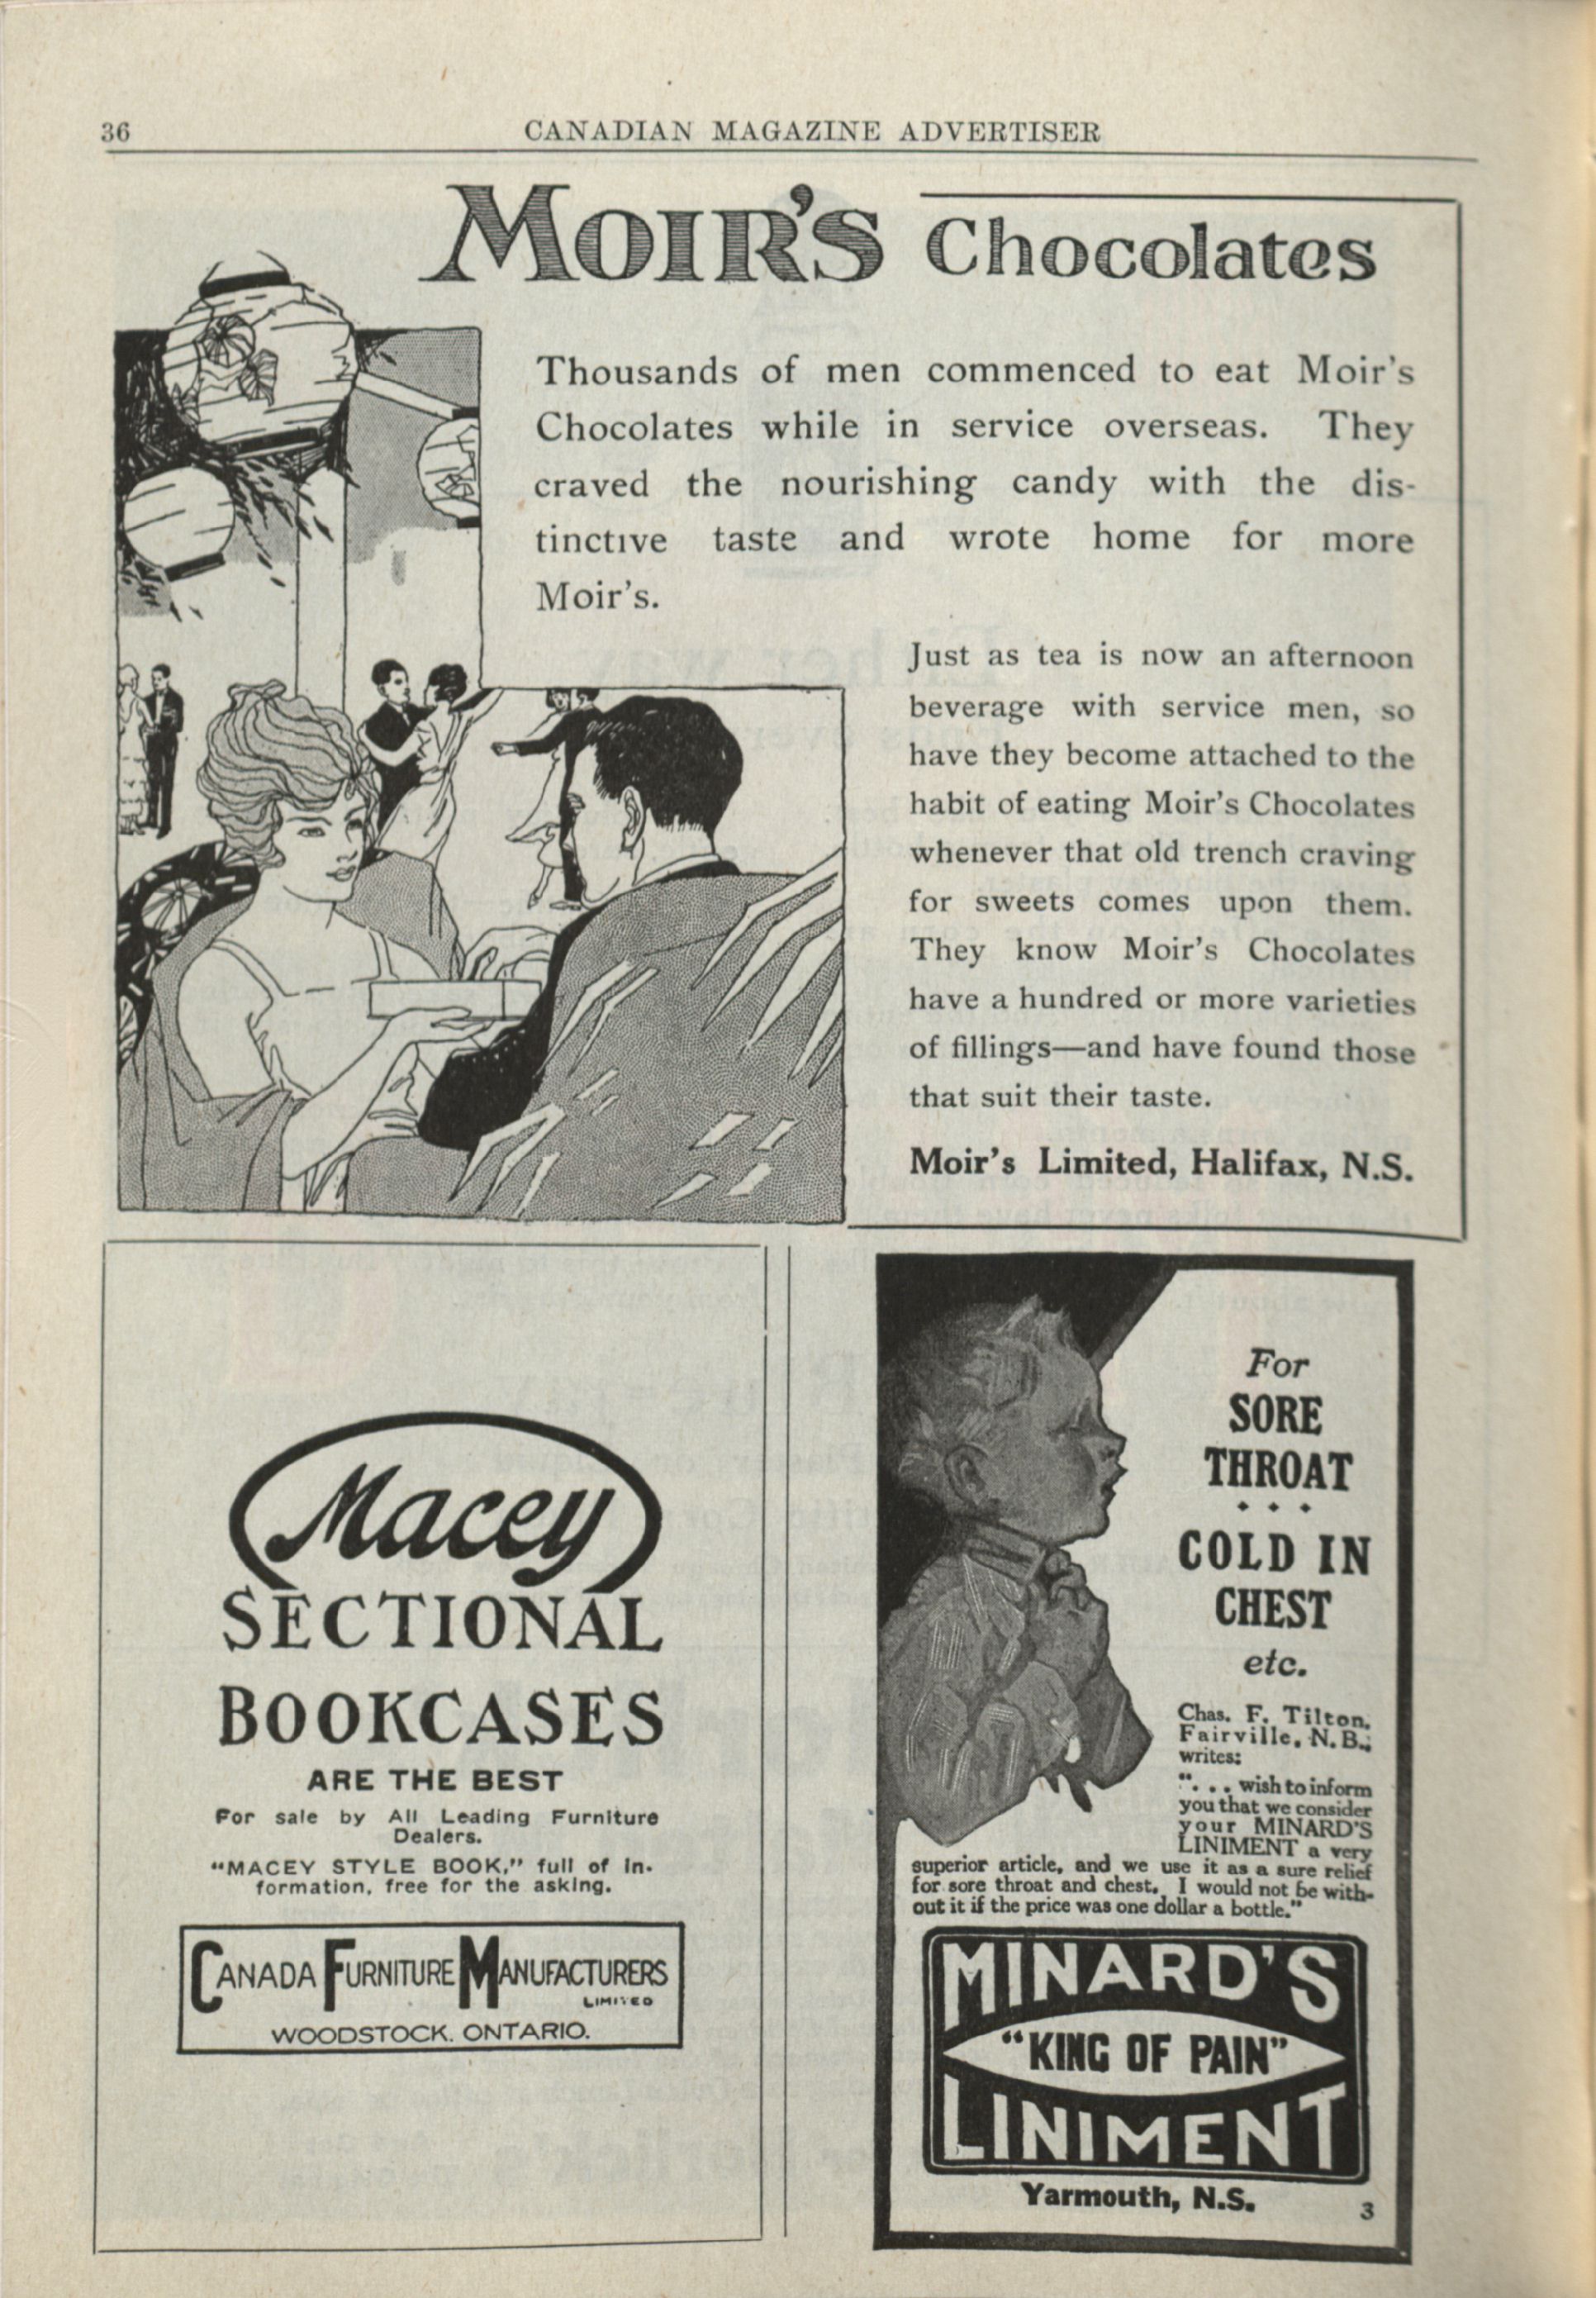 36
CANADIAN MAGAZINE ADVERTISER
MOIR'S Chocolates
Thousands of men commenced to eat Moir's
Chocolates while in service overseas. They
craved the nourishing candy with the dis-
tinctive taste and wrote home for more
Moir's.
Just as tea is now an afternoon
beverage with service men, so
have they become attached to the
habit of eating Moir's Chocolates
whenever that old trench craving
for sweets comes upon them.
They know Moir's Chocolates
have a hundred or more varieties
of fillings—and have found those
that suit their taste.
Moir's Limited, Halifax, N.S.
Macey
SECTIONAL
BOOKCASES
ARE THE BEST
For sale by All Leading Furniture
Dealers.
"MACEY STYLE BOOK," full of in-
formation, free for the asking.
CANADA FURNITURE MANUFACTURERS
LIMITED
WOODSTOCK, ONTARIO.
For
SORE
THROAT
• • •
COLD IN
CHEST
etc.
Chas. F. Tilton,
Fairville, N.B.,
writes:
". . . wish to inform
you that we consider
your MINARD'S
LINIMENT a very
superior article, and we use it as a sure relief
for sore throat and chest. I would not be with-
out it if the price was one dollar a bottle."
MINARD'S
"KING OF PAIN"
LINIMENT
Yarmouth, N.S.
3